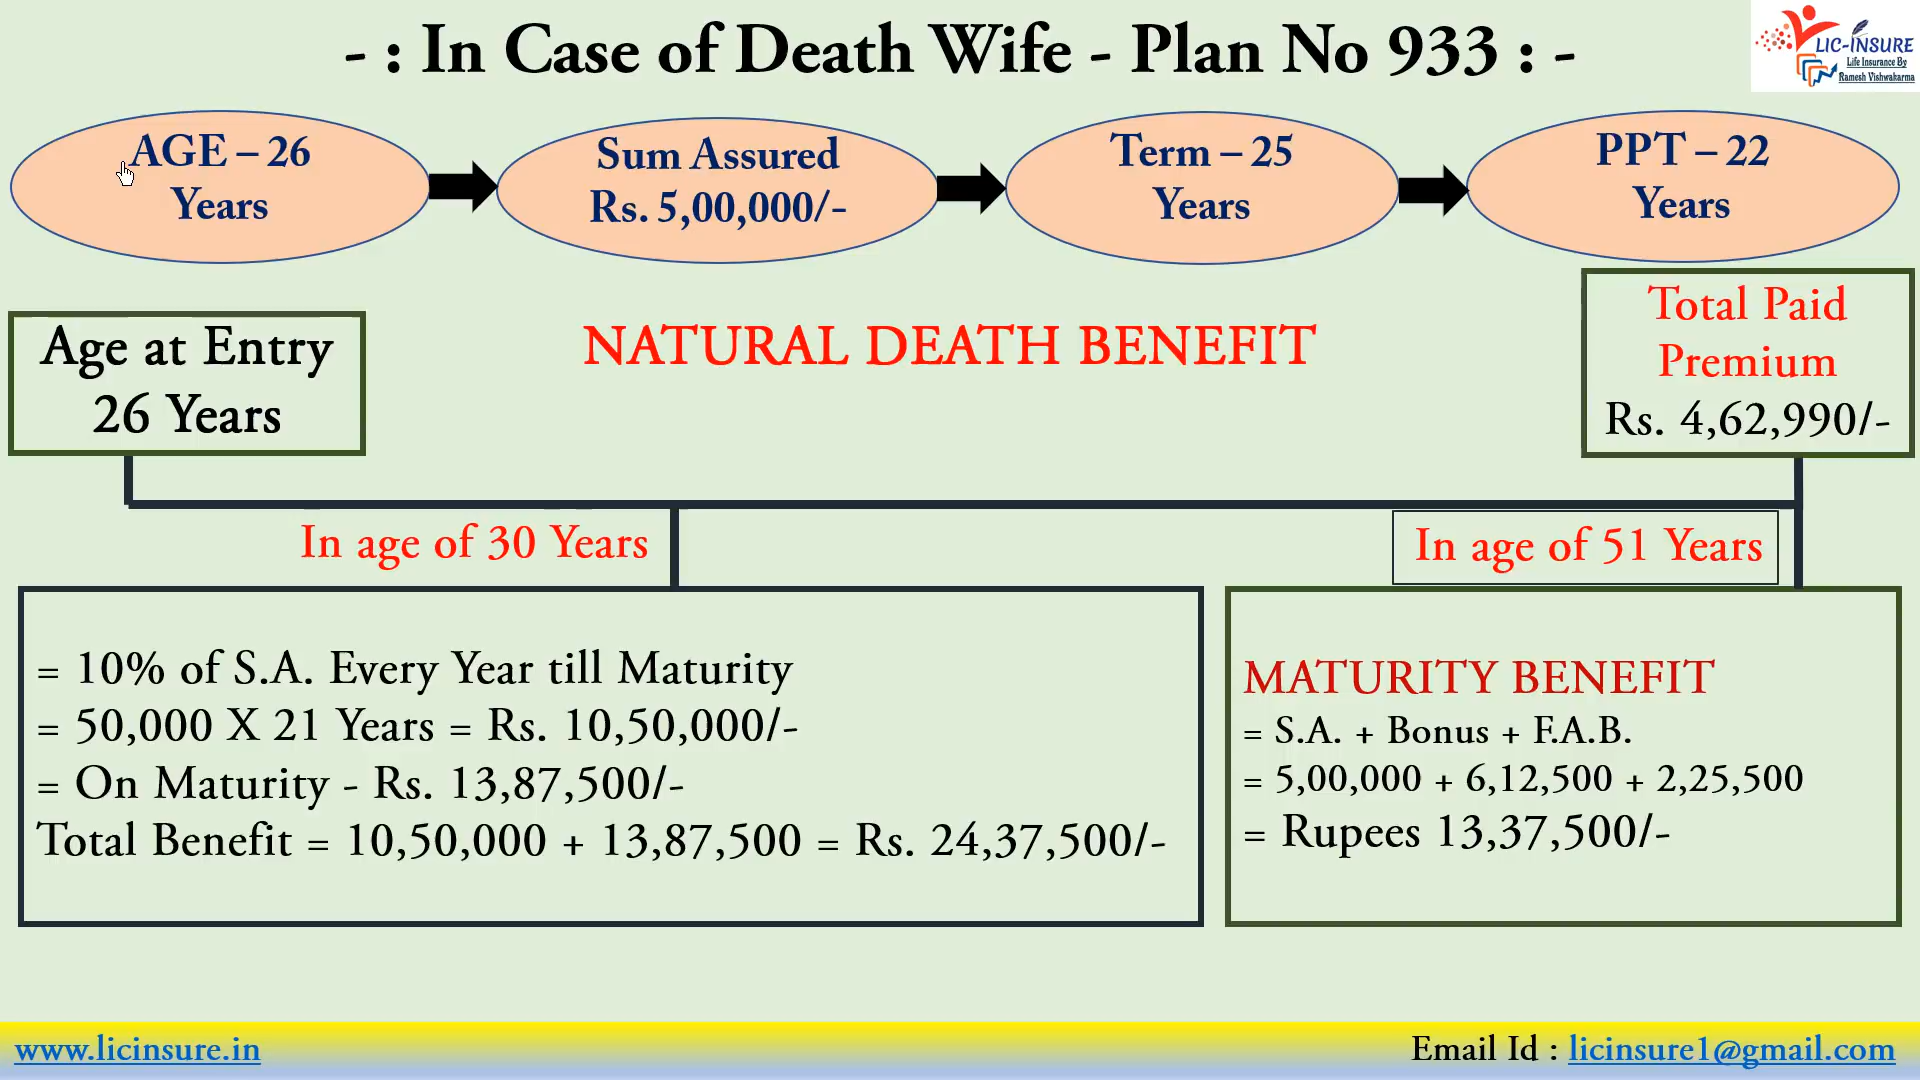 - : In Case of Death Wife - Plan No 933 : -
LIC-INSURE
Life Insurance By
Ramesh Vishwakarma
AGE – 26
Years
Sum Assured
Rs. 5,00,000/-
Term – 25
Years
PPT – 22
Years
Age at Entry
26 Years
NATURAL DEATH BENEFIT
Total Paid
Premium
Rs. 4,62,990/-
In age of 30 Years
In age of 51 Years
= 10% of S.A. Every Year till Maturity
= 50,000 X 21 Years = Rs. 10,50,000/-
= On Maturity - Rs. 13,87,500/-
Total Benefit = 10,50,000 + 13,87,500 = Rs. 24,37,500/-
MATURITY BENEFIT
= S.A. + Bonus + F.A.B.
= 5,00,000 + 6,12,500 + 2,25,500
= Rupees 13,37,500/-
www.licinsure.in
Email Id : licinsure1@gmail.com